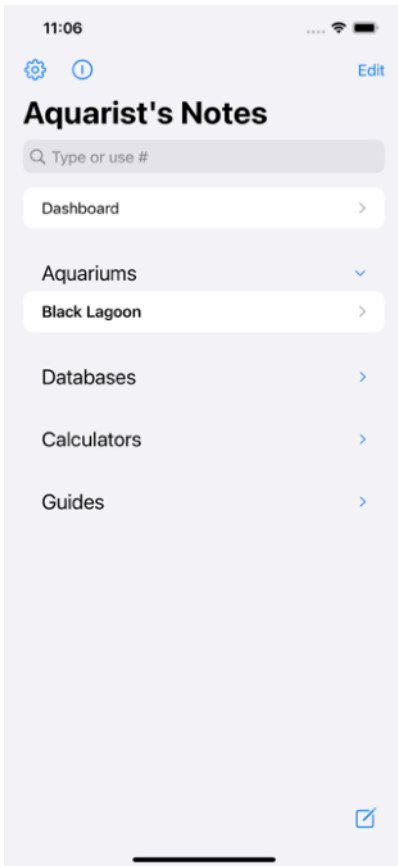 11:06
Edit
Aquarist's Notes
Type or use #
Dashboard
Aquariums
Black Lagoon
Databases
Calculators
Guides